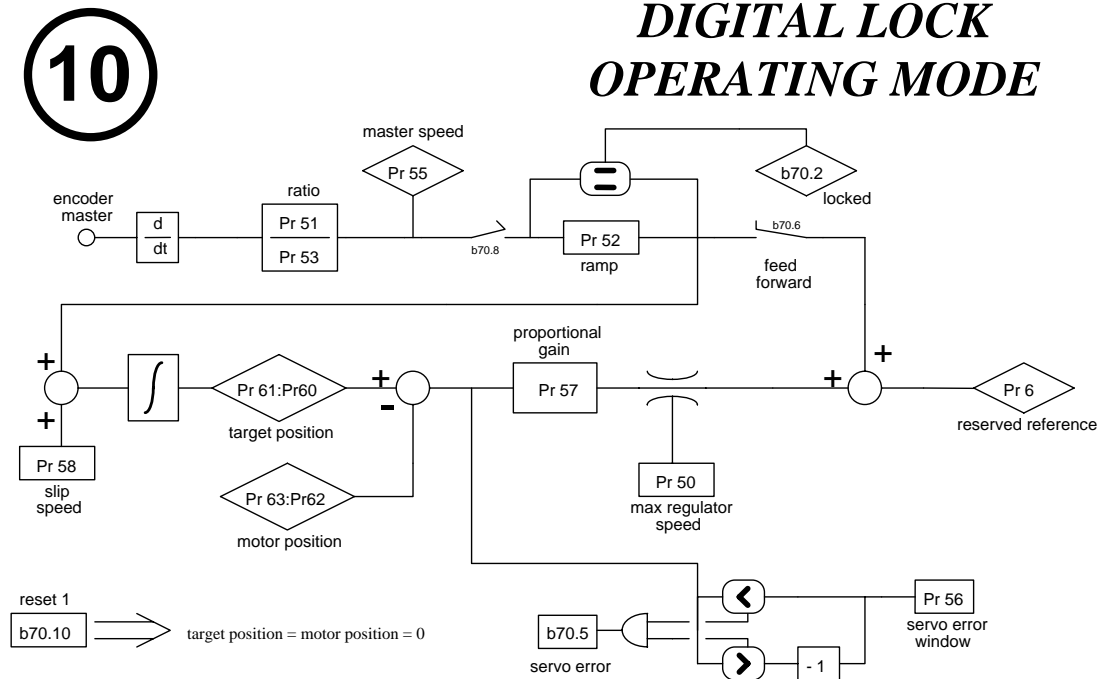 10
DIGITAL LOCK
OPERATING MODE
master speed
Pr 55
b70.2
locked
encoder
master
ratio
d
dt
Pr 51
Pr 53
b70.8
Pr 52
ramp
b70.6
feed
forward
proportional
gain
+
+
+
-
+
+
Pr 61:Pr60
target position
Pr 57
Pr 6
reserved reference
Pr 58
slip
speed
Pr 63:Pr62
motor position
Pr 50
max regulator
speed
reset 1
b70.10
target position = motor position = 0
b70.5
servo error
<
>
- 1
Pr 56
servo error
window